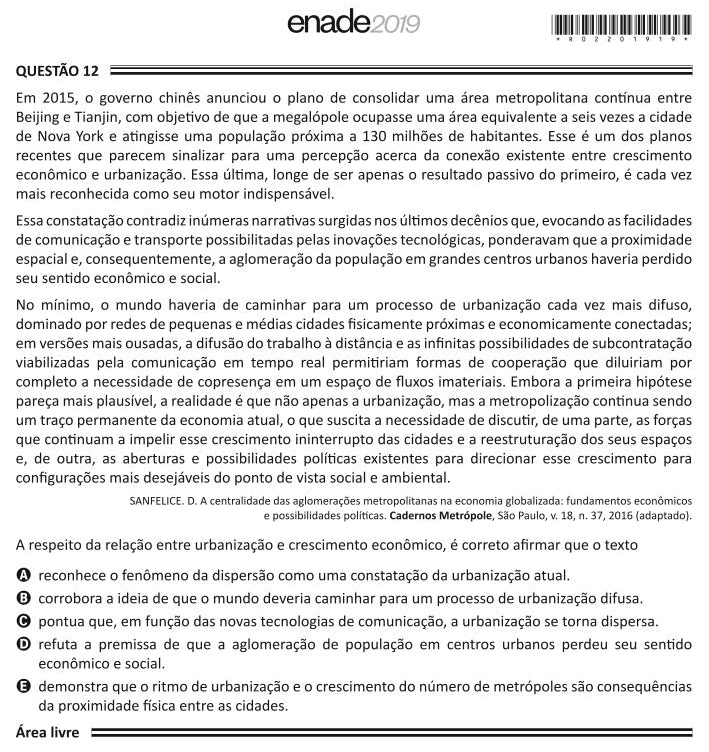 enade2019
*R0220191 9*
QUESTÃO 12
Em 2015, o governo chinês anunciou o plano de consolidar uma área metropolitana contínua entre
Beijing e Tianjin, com objetivo de que a megalópole ocupasse uma área equivalente a seis vezes a cidade
de Nova York e atingisse uma população próxima a 130 milhões de habitantes. Esse é um dos planos
recentes que parecem sinalizar para uma percepção acerca da conexão existente entre crescimento
econômico e urbanização. Essa última, longe de ser apenas o resultado passivo do primeiro, é cada vez
mais reconhecida como seu motor indispensável.
Essa constatação contradiz inúmeras narrativas surgidas nos últimos decênios que, evocando as facilidades
de comunicação e transporte possibilitadas pelas inovações tecnológicas, ponderavam que a proximidade
espacial e, consequentemente, a aglomeração da população em grandes centros urbanos haveria perdido
seu sentido econômico e social.
No mínimo, o mundo haveria de caminhar para um processo de urbanização cada vez mais difuso,
dominado por redes de pequenas e médias cidades fisicamente próximas e economicamente conectadas;
em versões mais ousadas, a difusão do trabalho à distância e as infinitas possibilidades de subcontratação
viabilizadas pela comunicação em tempo real permitiriam formas de cooperação que diluiriam por
completo a necessidade de copresença em um espaço de fluxos imateriais. Embora a primeira hipótese
pareça mais plausível, a realidade é que não apenas a urbanização, mas a metropolização continua sendo
um traço permanente da economia atual, o que suscita a necessidade de discutir, de uma parte, as forças
que continuam a impelir esse crescimento ininterrupto das cidades e a reestruturação dos seus espaços
e, de outra, as aberturas e possibilidades políticas existentes para direcionar esse crescimento para
configurações mais desejáveis do ponto de vista social e ambiental.
SANFELICE. D. A centralidade das aglomerações metropolitanas na economia globalizada: fundamentos econômicos
e possibilidades políticas. Cadernos Metrópole, São Paulo, v. 18, n. 37, 2016 (adaptado).
A respeito da relação entre urbanização e crescimento econômico, é correto afirmar que o texto
A reconhece o fenômeno da dispersão como uma constatação da urbanização atual.
B corrobora a ideia de que o mundo deveria caminhar para um processo de urbanização difusa.
C pontua que, em função das novas tecnologias de comunicação, a urbanização se torna dispersa.
D refuta a premissa de que a aglomeração de população em centros urbanos perdeu seu sentido
econômico e social.
E demonstra que o ritmo de urbanização e o crescimento do número de metrópoles são consequências
da proximidade física entre as cidades.
Área livre